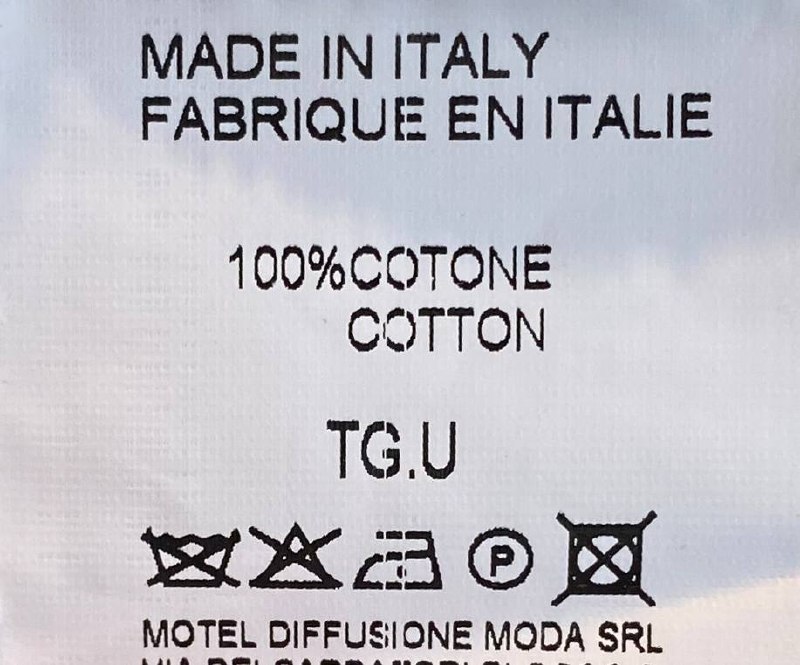 MADE IN ITALY
FABRIQUE EN ITALIE
100%COTONE
COTTON
TG.U
P
MOTEL DIFFUSIONE MODA SRL